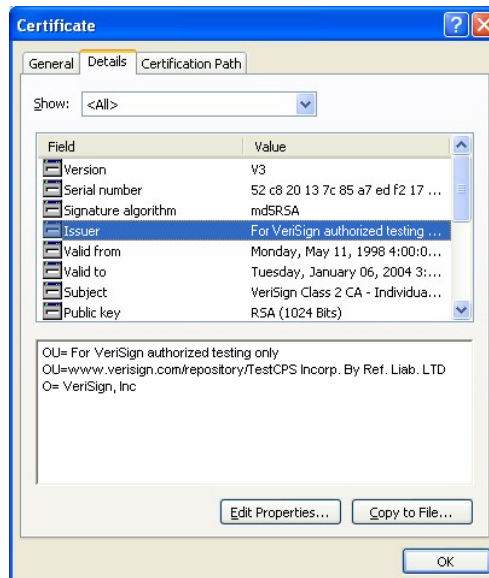 Certificate
General Details Certification Path
Show: <All>
Field Value
Version V3
Serial number 52 c8 20 13 7c 85 a7 ed f2 17 ...
Signature algorithm md5RSA
Issuer For VeriSign authorized testing ...
Valid from Monday, May 11, 1998 4:00:0...
Valid to Tuesday, January 06, 2004 3:...
Subject VeriSign Class 2 CA - Individua...
Public key RSA (1024 Bits)
OU= For VeriSign authorized testing only
OU=www.verisign.com/repository/TestCPS Incorp. By Ref. Liab. LTD
O= VeriSign, Inc
Edit Properties... Copy to File...
OK